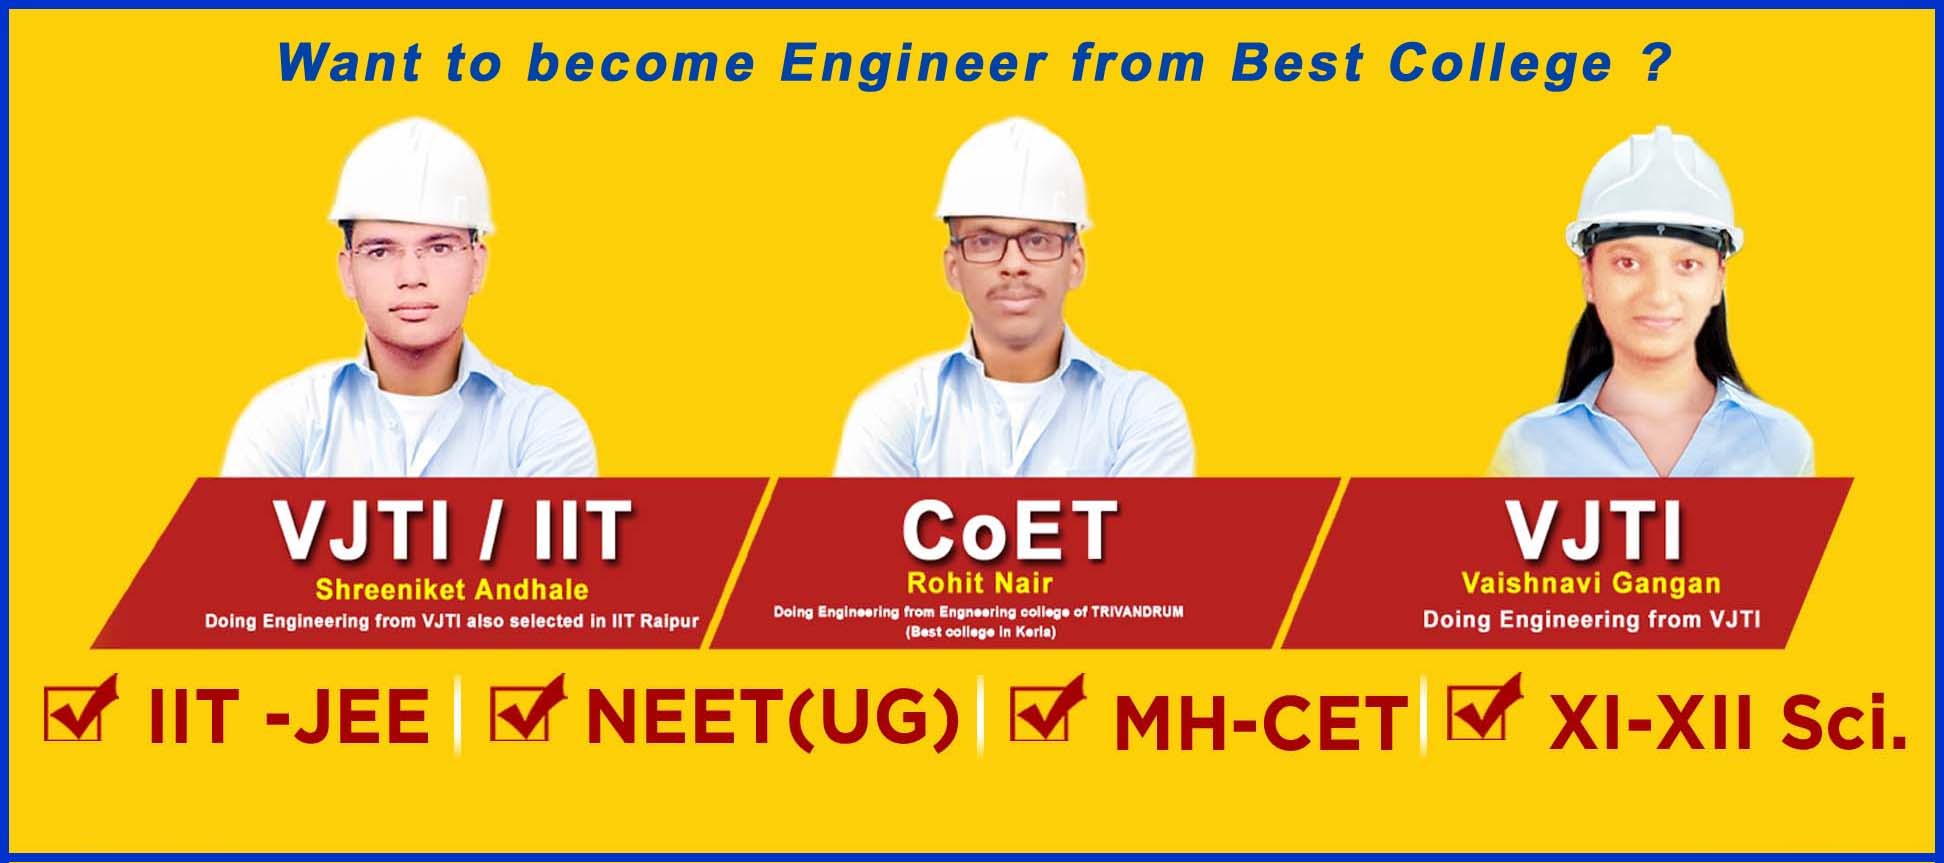 Want to become Engineer from Best College ?
VJTI / IIT
Shreeniket Andhale
Doing Engineering from VJTI also selected in IIT Raipur
CoET
Rohit Nair
Doing Engineering from Engneering college of TRIVANDRUM
(Best college in Kerla)
VJTI
Vaishnavi Gangan
Doing Engineering from VJTI
IIT -JEE | NEET(UG) | MH-CET | XI-XII Sci.